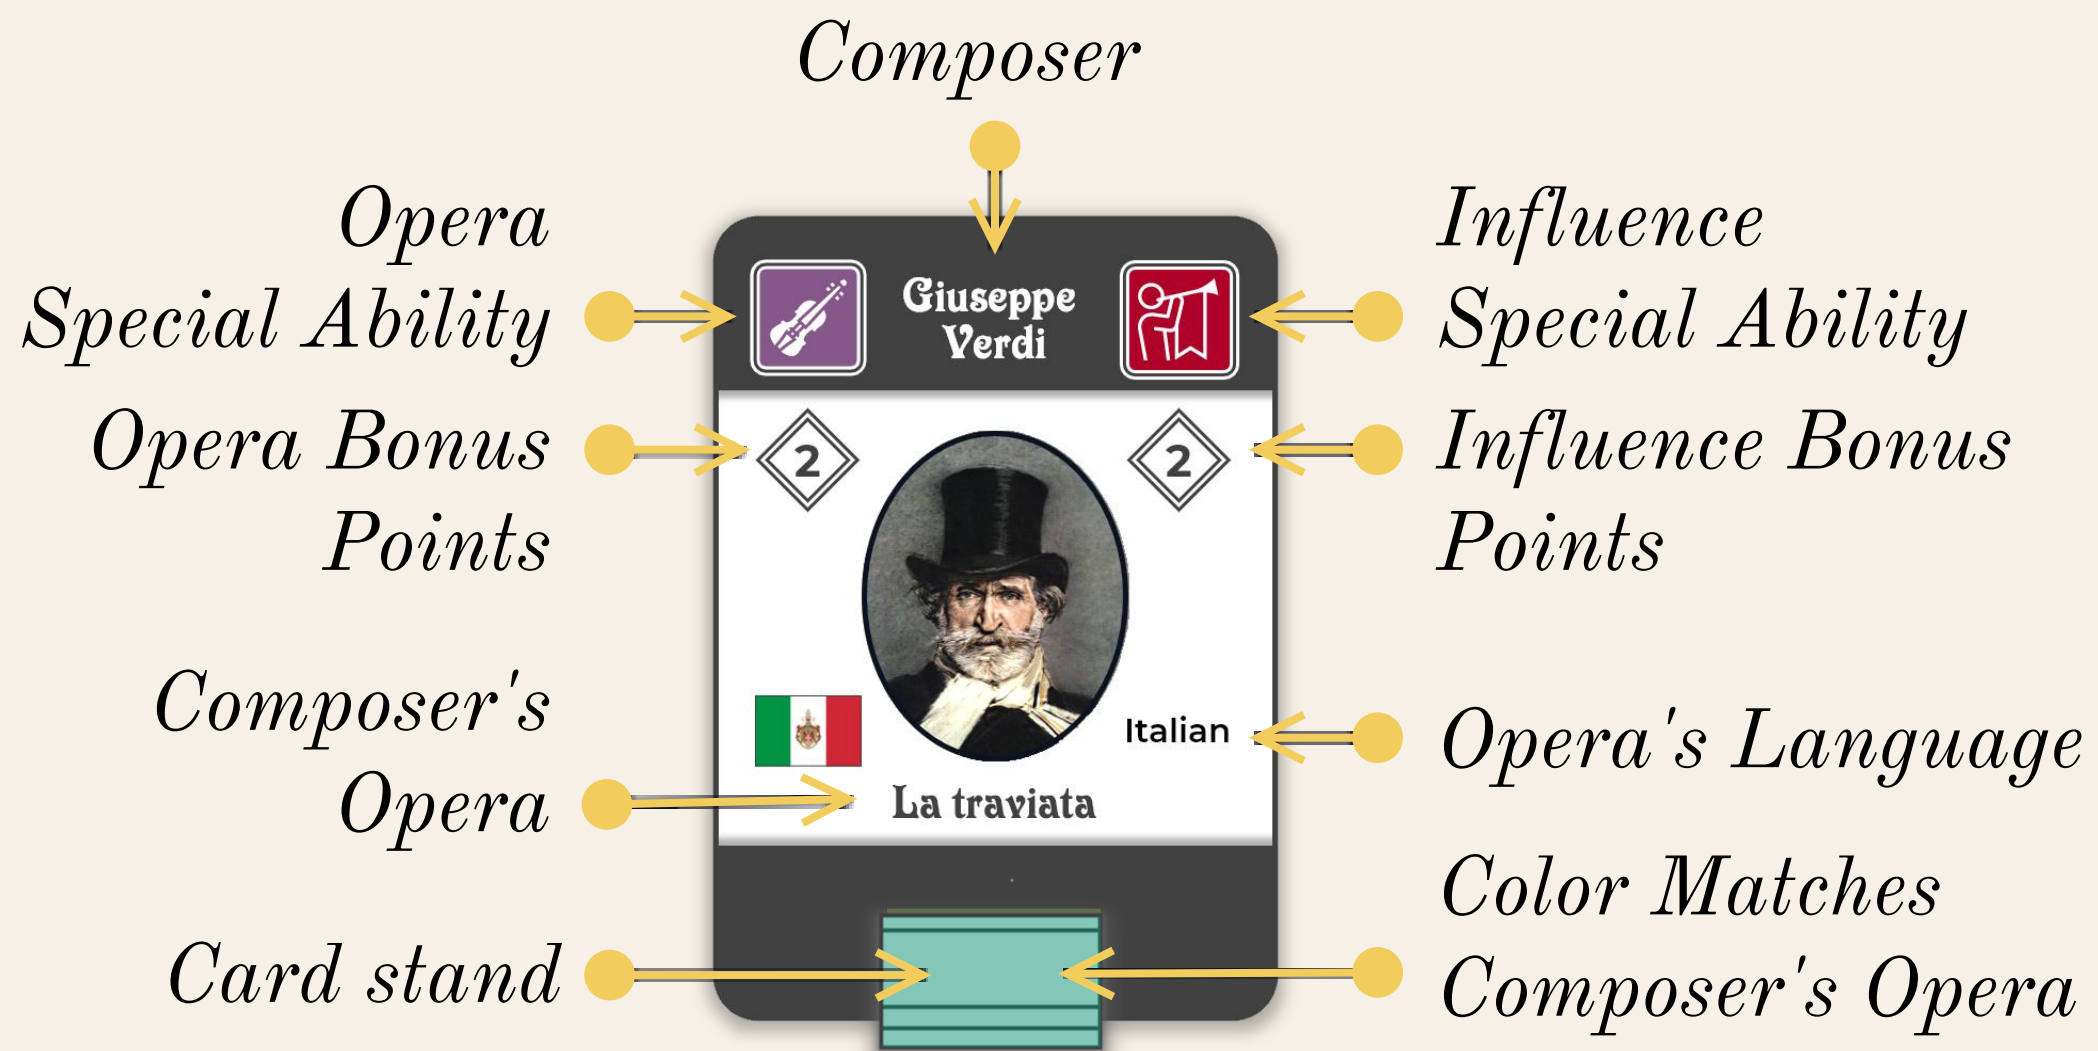 Composer
Opera
Special Ability
Influence
Special Ability
Giuseppe
Verdi
Opera Bonus
Points
2
2
Influence Bonus
Points
Composer's
Opera
Italian
Opera's Language
La traviata
Card stand
Color Matches
Composer's Opera